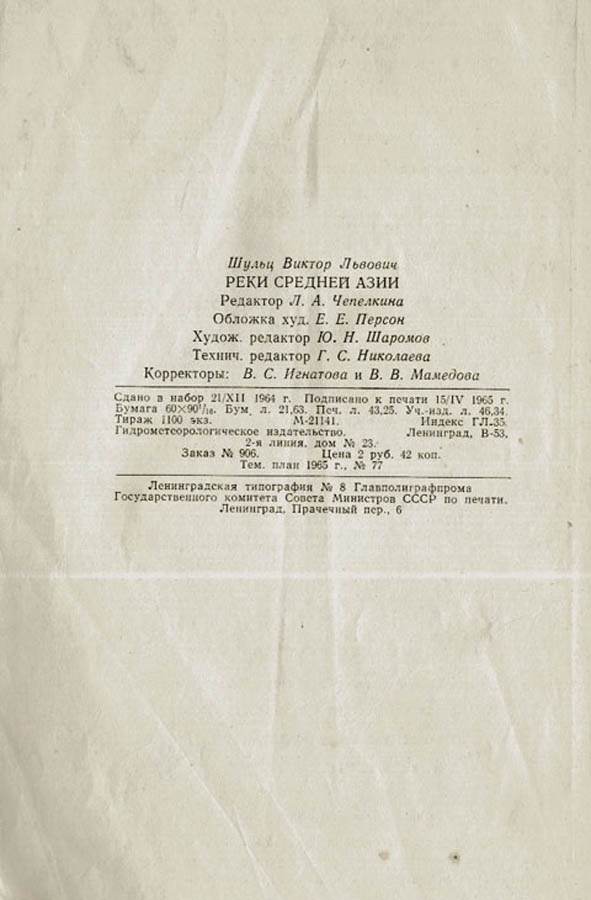 Шульц Виктор Львович
РЕКИ СРЕДНЕЙ АЗИИ
Редактор Л. А. Чепелкина
Обложка худ. Е. Е. Персон
Худож. редактор Ю. Н. Шаромов
Технич. редактор Г. С. Николаева
Корректоры: В. С. Игнатова и В. В. Мамедова
Сдано в набор 21/XII 1964 г. Подписано к печати 15/IV 1965 г.
Бумага 60×90¹/₁₆. Бум. л. 21,63. Печ. л. 43,25. Уч.-изд. л. 46,34.
Тираж 1100 экз. М-21141. Индекс ГЛ.35.
Гидрометеорологическое издательство. Ленинград, В-53,
2-я линия, дом № 23.
Заказ № 906. Цена 2 руб. 42 коп.
Тем. план 1965 г., № 77
Ленинградская типография № 8 Главполиграфпрома
Государственного комитета Совета Министров СССР по печати.
Ленинград, Прачечный пер., 6